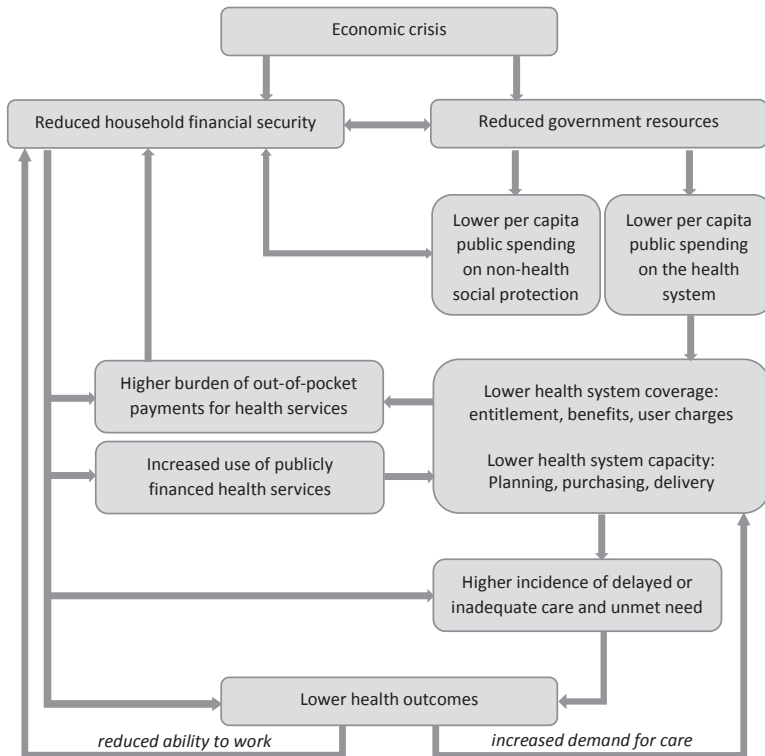 Economic crisis
Reduced household financial security
Reduced government resources
Lower per capita
public spending
on non-health
social protection
Lower per capita
public spending
on the health
system
Higher burden of out-of-pocket
payments for health services
Lower health system coverage:
entitlement, benefits, user charges
Lower health system capacity:
Planning, purchasing, delivery
Increased use of publicly
financed health services
Higher incidence of delayed or
inadequate care and unmet need
Lower health outcomes
reduced ability to work
increased demand for care